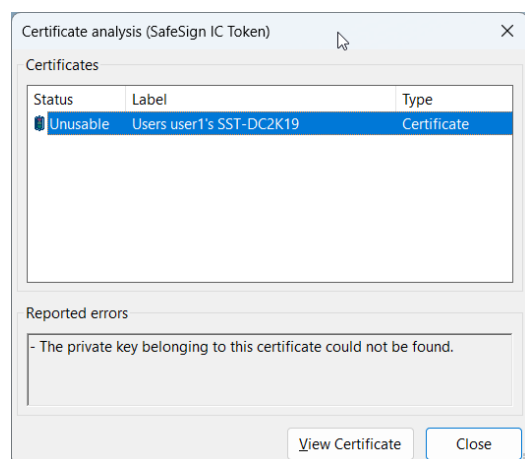 Certificate analysis (SafeSign IC Token)
Certificates
Status Label Type
Unusable Users user1's SST-DC2K19 Certificate
Reported errors
- The private key belonging to this certificate could not be found.
View Certificate Close